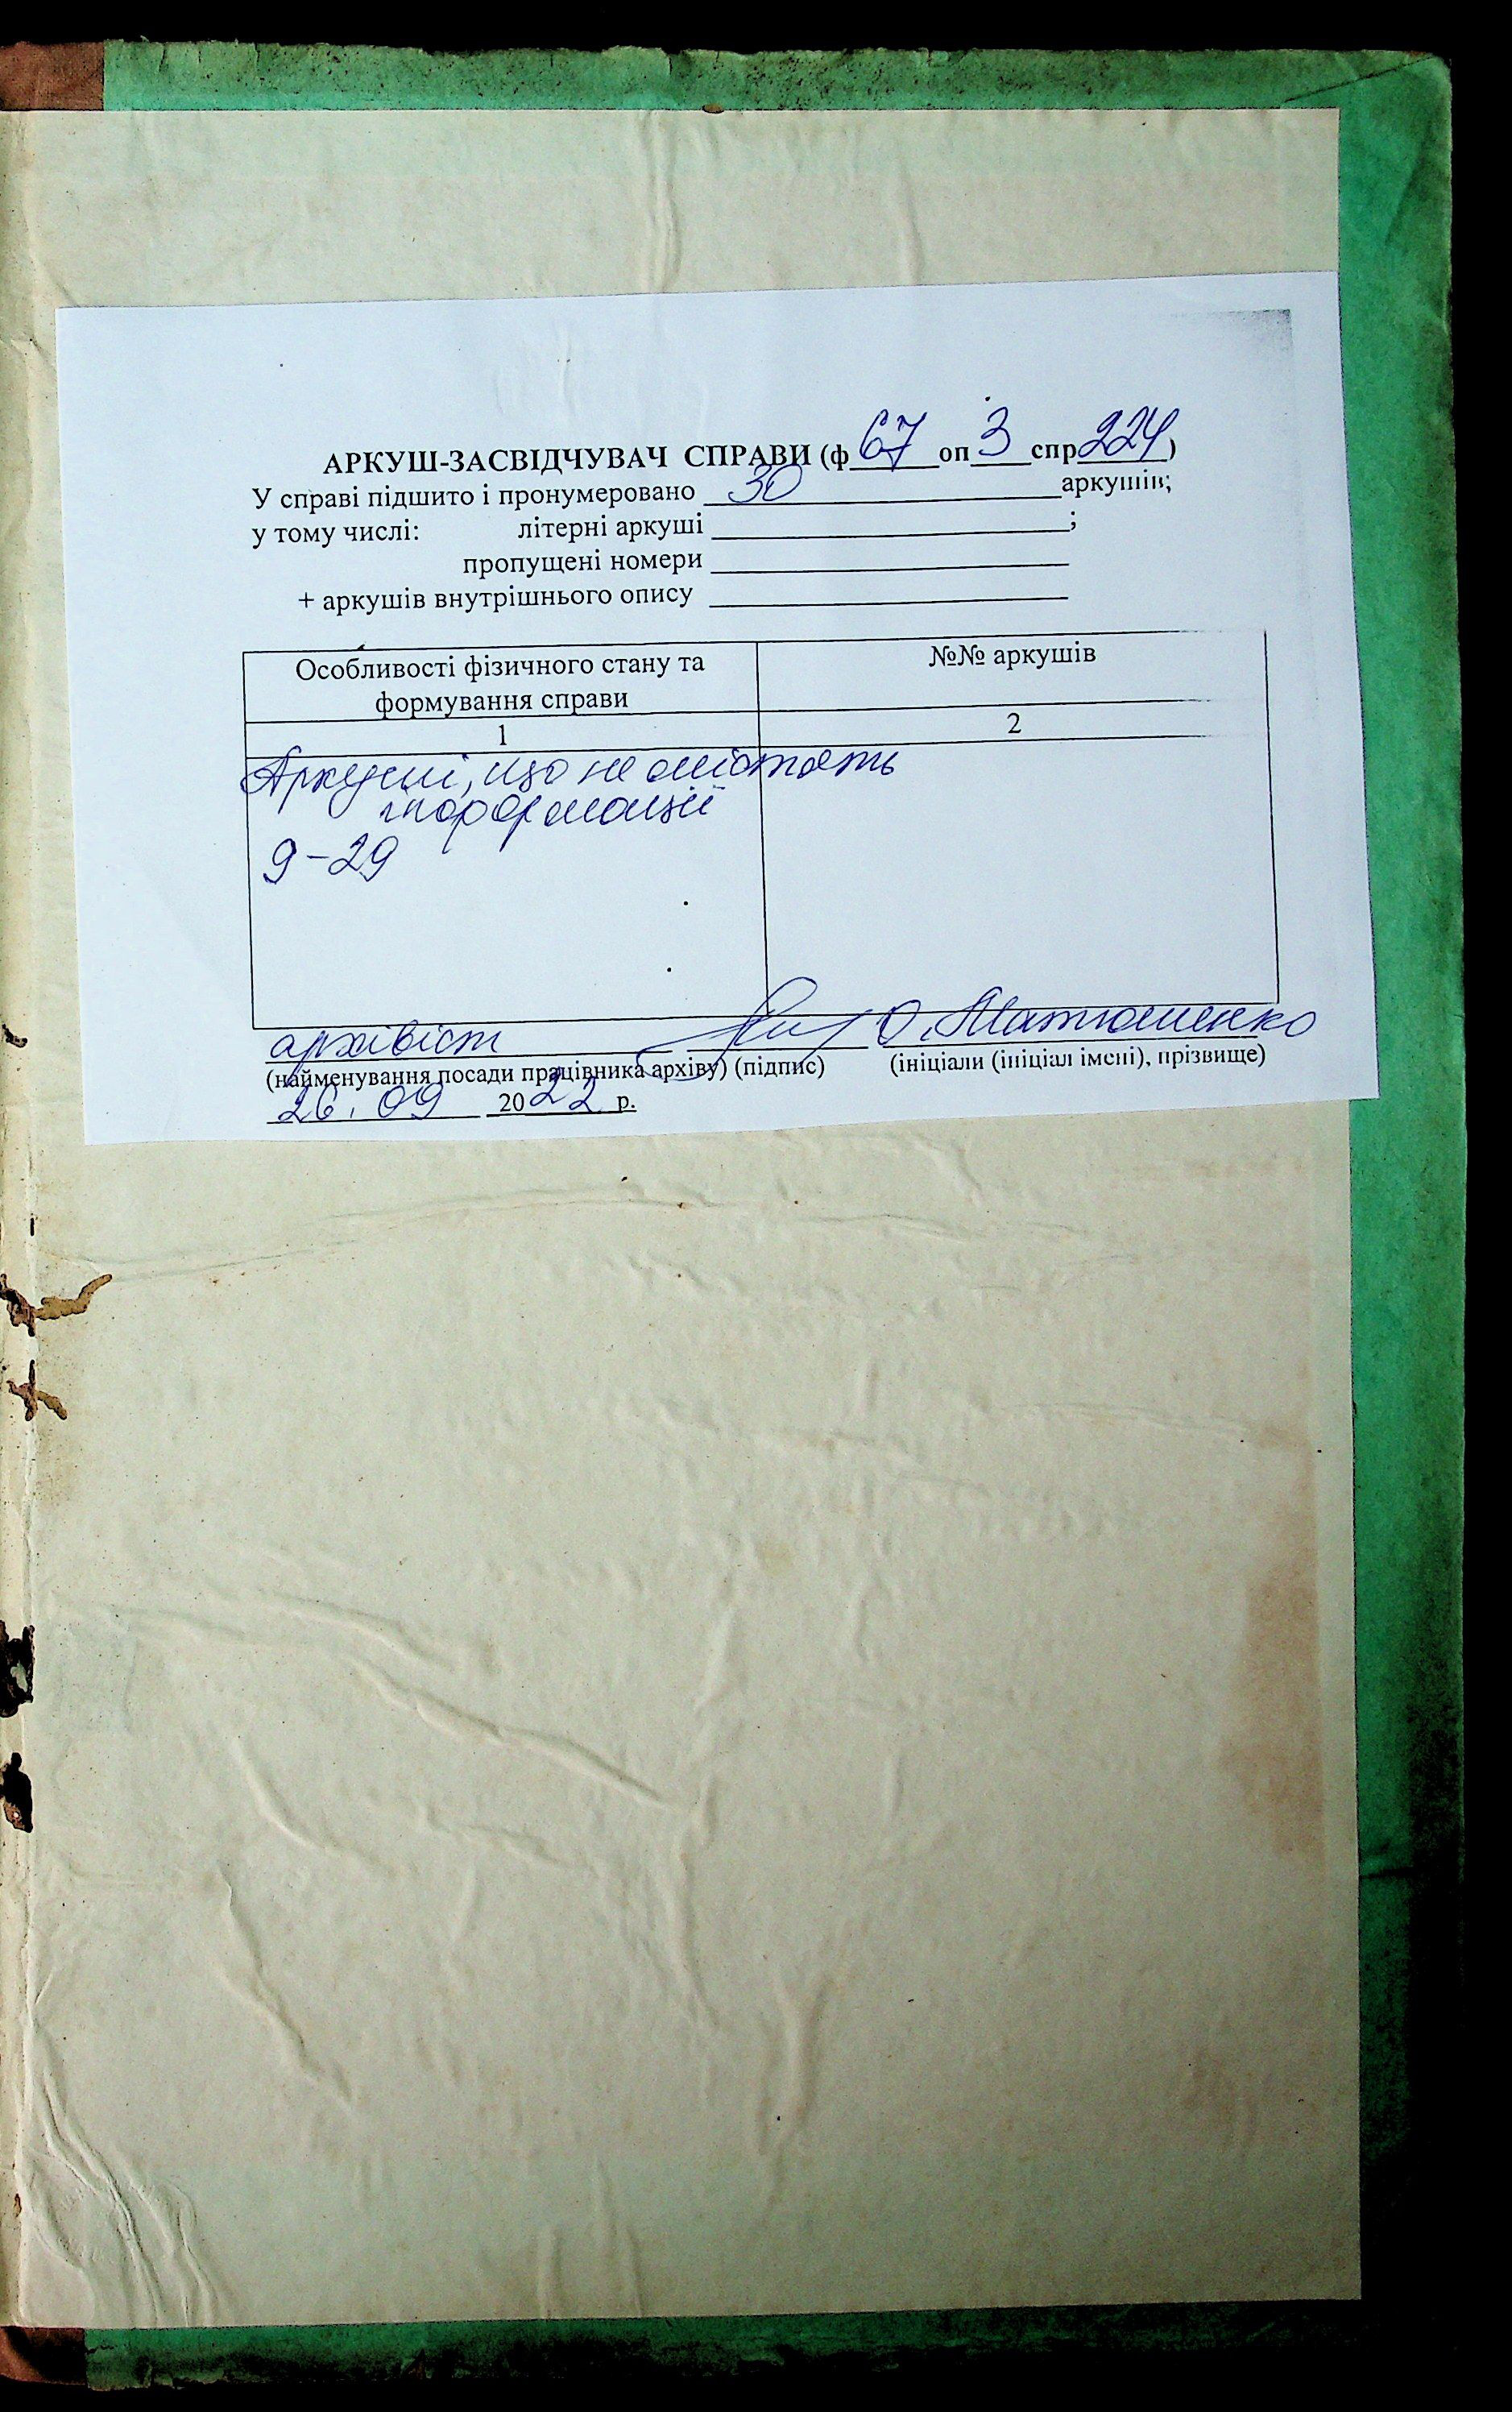 АРКУШ-ЗАСВІДЧУВАЧ СПРАВИ (ф 67 оп 3 спр 224)
У справі підшито і пронумеровано 30 аркушів;
у тому числі: літерні аркуші ;
пропущені номери
+ аркушів внутрішнього опису
Особливості фізичного стану та формування справи
№№ аркушів
1
2
Аркуші, що не містять
інформації
9-29
архівіст О. Матюшенко
(найменування посади працівника архіву) (підпис) (ініціали (ініціал імені), прізвище)
26. 09 2022 р.